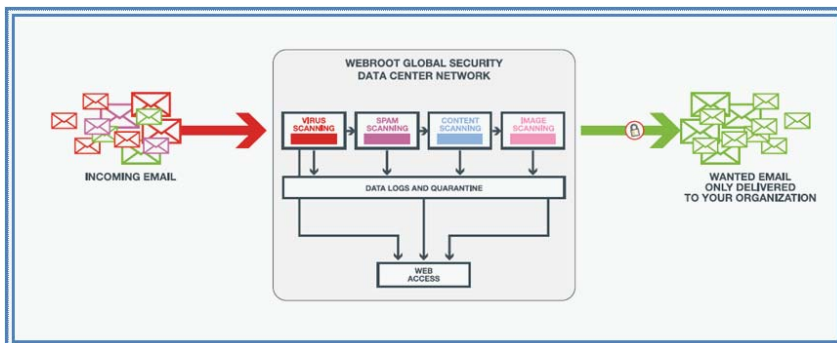 WEBROOT GLOBAL SECURITY
DATA CENTER NETWORK
VIRUS
SCANNING
SPAM
SCANNING
CONTENT
SCANNING
IMAGE
SCANNING
INCOMING EMAIL
DATA LOGS AND QUARANTINE
WANTED EMAIL
ONLY DELIVERED
TO YOUR ORGANIZATION
WEB
ACCESS